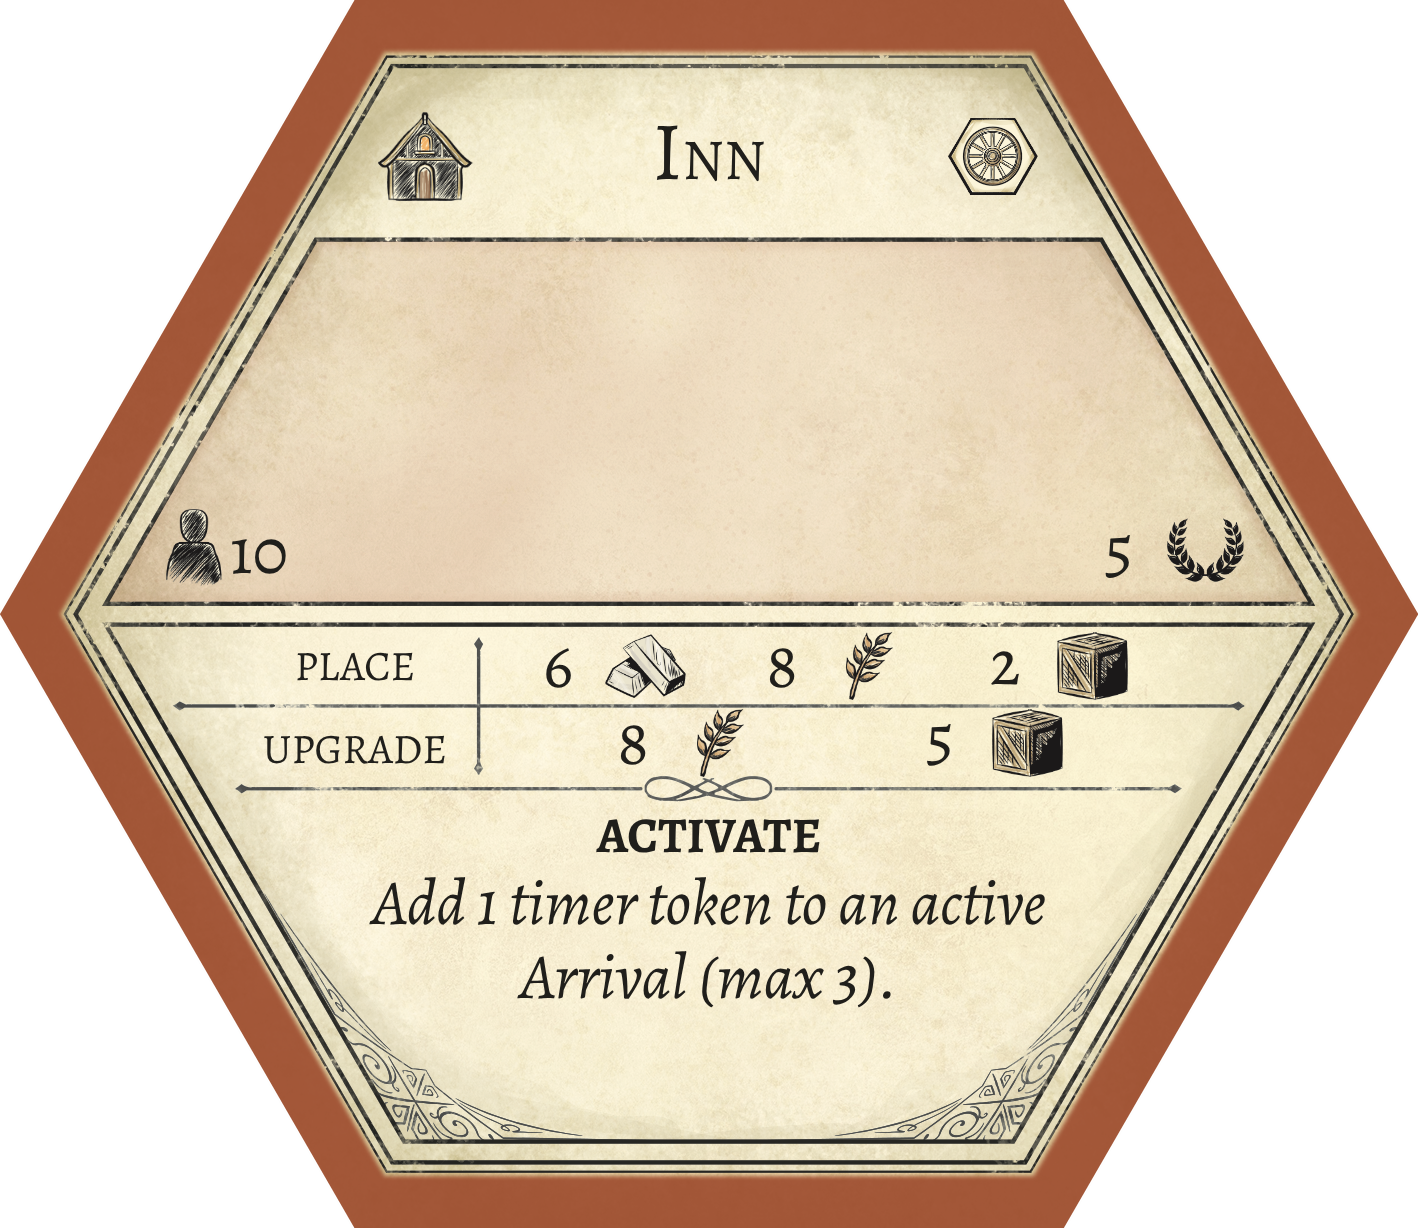 Inn
10
5
PLACE 6 8 2
UPGRADE 8 5
ACTIVATE
Add 1 timer token to an active
Arrival (max 3).